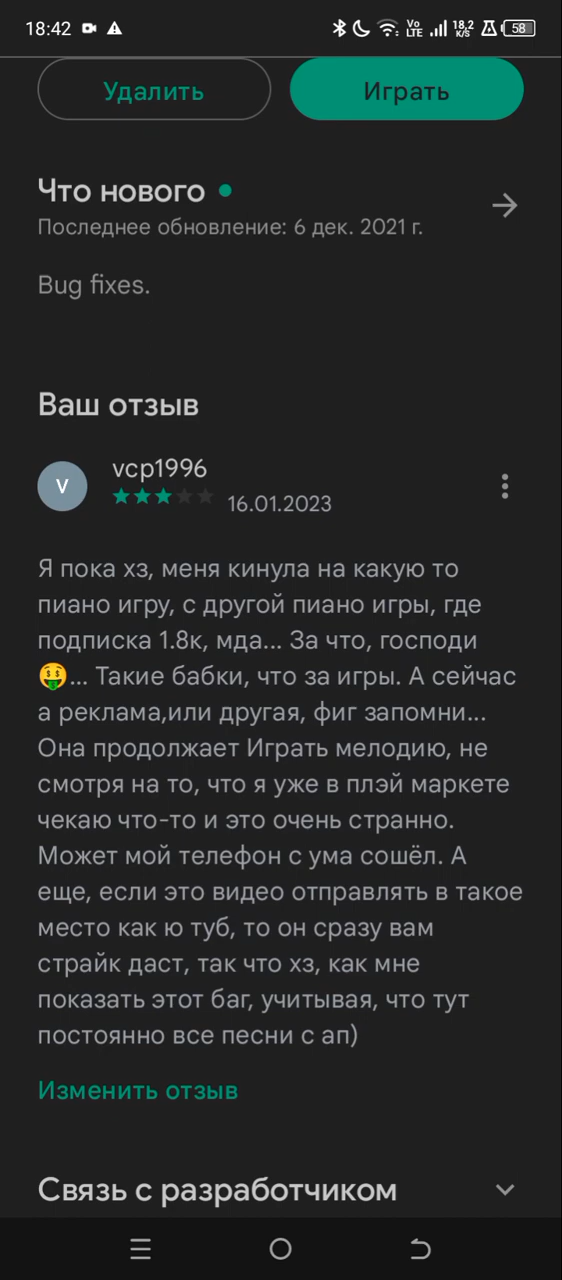 18:42 Vo LTE 18,2 K/s 58
Удалить Играть
Что нового
Последнее обновление: 6 дек. 2021 г.
Bug fixes.
Ваш отзыв
V
vcp1996
16.01.2023
Я пока хз, меня кинула на какую то
пиано игру, с другой пиано игры, где
подписка 1.8к, мда... За что, господи
🤑... Такие бабки, что за игры. А сейчас
а реклама,или другая, фиг запомни...
Она продолжает Играть мелодию, не
смотря на то, что я уже в плэй маркете
чекаю что-то и это очень странно.
Может мой телефон с ума сошёл. А
еще, если это видео отправлять в такое
место как ю туб, то он сразу вам
страйк даст, так что хз, как мне
показать этот баг, учитывая, что тут
постоянно все песни с ап)
Изменить отзыв
Связь с разработчиком